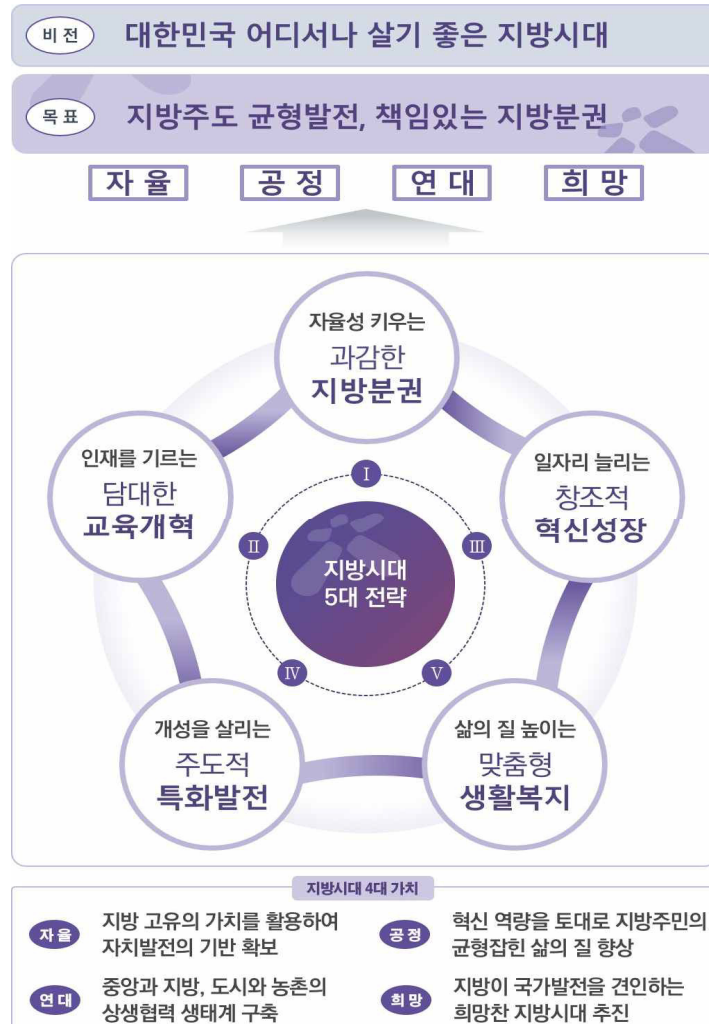 비전 대한민국 어디서나 살기 좋은 지방시대
목표 지방주도 균형발전, 책임있는 지방분권
자율 공정 연대 희망
자율성 키우는
과감한
지방분권
인재를 기르는
담대한
교육개혁
일자리 늘리는
창조적
혁신성장
I
II
III
지방시대
5대 전략
IV
V
개성을 살리는
주도적
특화발전
삶의 질 높이는
맞춤형
생활복지
지방시대 4대 가치
자율
지방 고유의 가치를 활용하여
자치발전의 기반 확보
공정
혁신 역량을 토대로 지방주민의
균형잡힌 삶의 질 향상
연대
중앙과 지방, 도시와 농촌의
상생협력 생태계 구축
희망
지방이 국가발전을 견인하는
희망찬 지방시대 추진